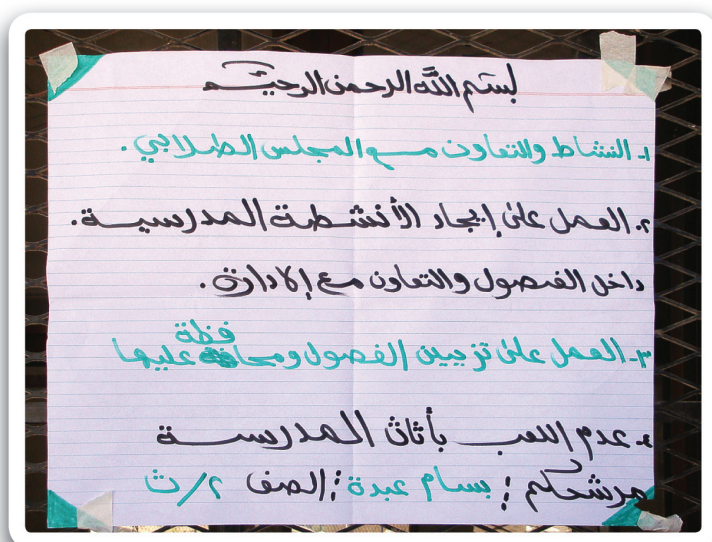 بسم الله الرحمن الرحيم
١- النشاط والتعاون مع المجلس الطلابي.
٢- العمل على إيجاد الأنشطة المدرسية.
داخل الفصول والتعاون مع الإدارة.
٣- العمل على تزيين الفصول ومحافظة عليها
٤- عدم اللعب بأثاث المدرسة
مرشحكم: بسام عبدة: الصف ٢/ث